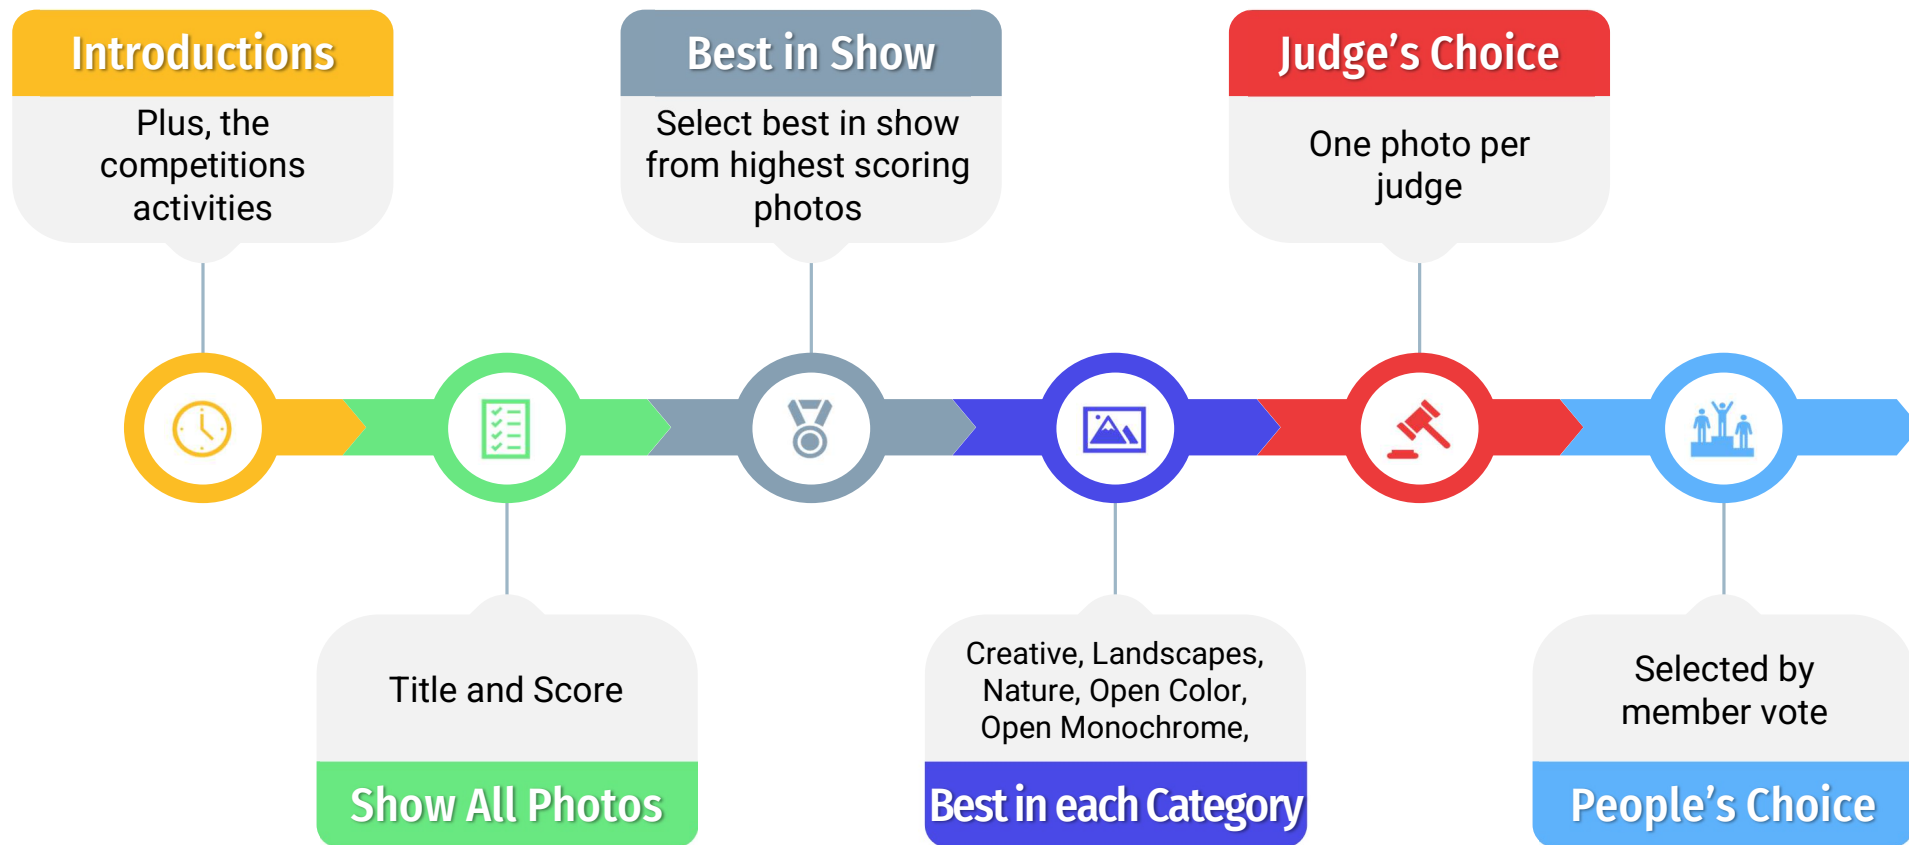 Introductions
Plus, the
competitions
activities
Best in Show
Select best in show
from highest scoring
photos
Judge’s Choice
One photo per
judge
Title and Score
Show All Photos
Creative, Landscapes,
Nature, Open Color,
Open Monochrome,
Best in each Category
Selected by
member vote
People’s Choice